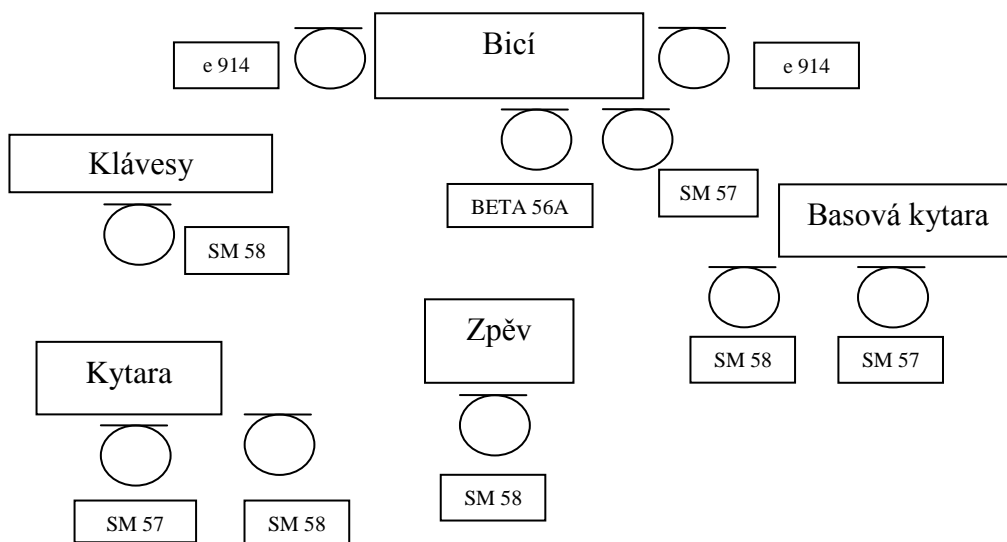 Bicí
e 914
e 914
Klávesy
BETA 56A
SM 57
Basová kytara
SM 58
Zpěv
SM 58
SM 57
Kytara
SM 58
SM 57
SM 58